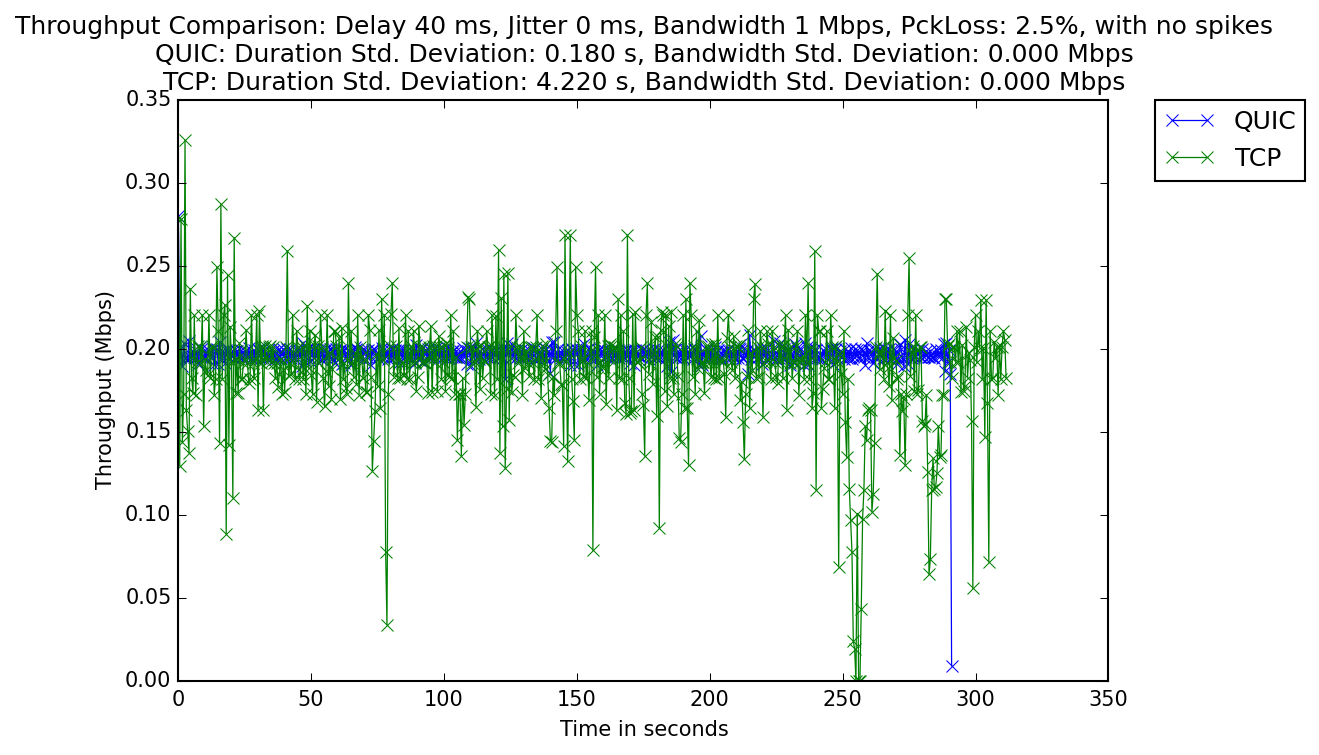 Throughput Comparison: Delay 40 ms, Jitter 0 ms, Bandwidth 1 Mbps, PckLoss: 2.5%, with no spikes
QUIC: Duration Std. Deviation: 0.180 s, Bandwidth Std. Deviation: 0.000 Mbps
TCP: Duration Std. Deviation: 4.220 s, Bandwidth Std. Deviation: 0.000 Mbps
0.35
0.30
0.25
0.20
0.15
0.10
0.05
0.00
Throughput (Mbps)
0 50 100 150 200 250 300 350
Time in seconds
QUIC
TCP